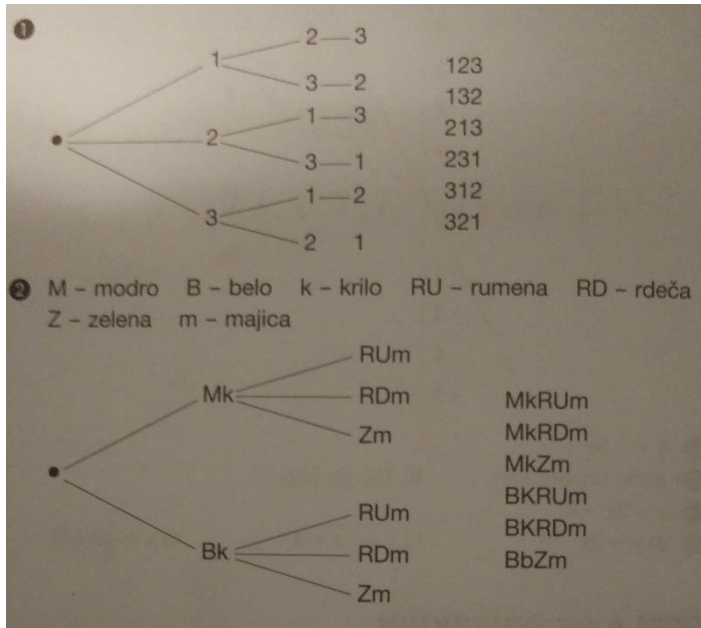 1
2 3
1
3 2
123
132
1 3
2
213
3 1
231
1 2
312
3
321
2 1
2 M – modro B – belo k – krilo RU – rumena RD – rdeča
Z – zelena m – majica
RUm
Mk
RDm
Zm
MkRUm
MkRDm
MkZm
BKRUm
BKRDm
BbZm
RUm
Bk
RDm
Zm